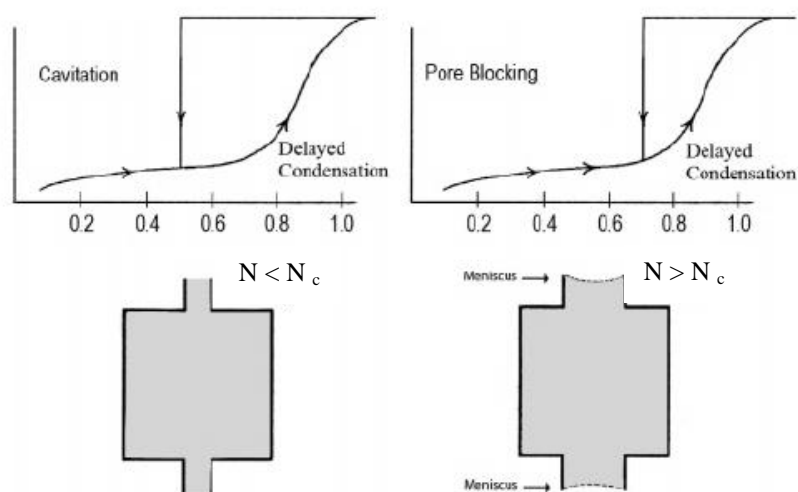 Cavitation
Delayed
Condensation
0.2 0.4 0.6 0.8 1.0
Pore Blocking
Delayed
Condensation
0.2 0.4 0.6 0.8 1.0
N < N c
Meniscus
N > N c
Meniscus